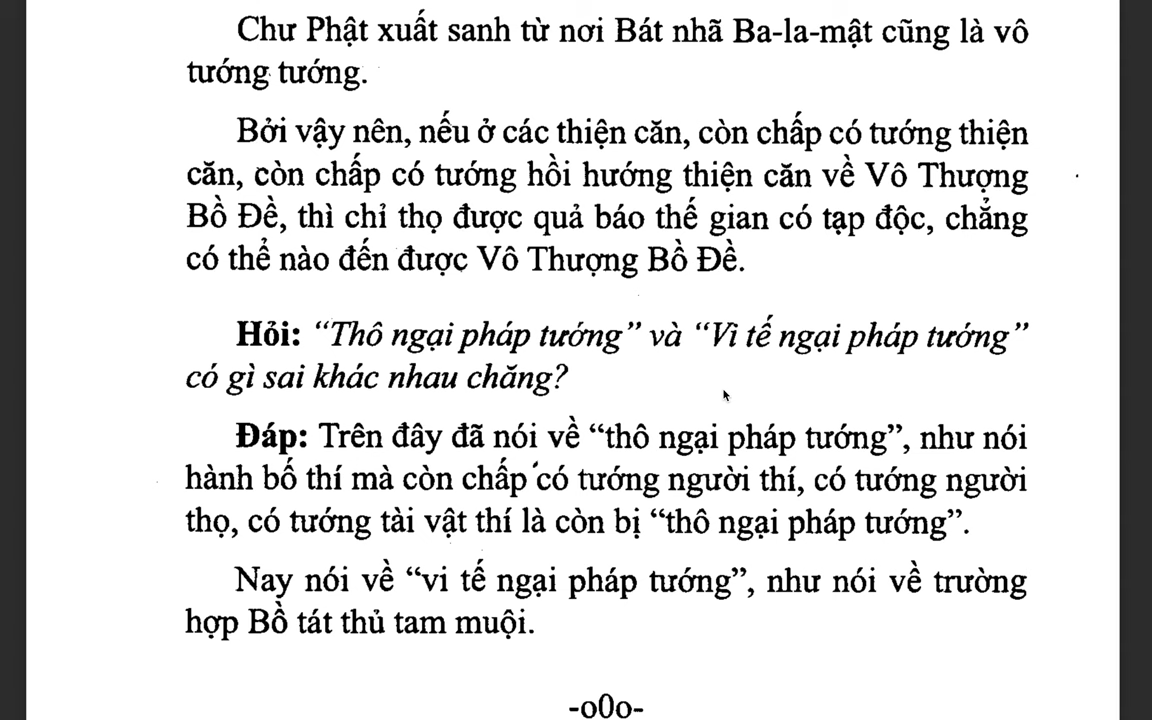 Chư Phật xuất sanh từ nơi Bát nhã Ba-la-mật cũng là vô
tướng tướng.
Bởi vậy nên, nếu ở các thiện căn, còn chấp có tướng thiện
căn, còn chấp có tướng hồi hướng thiện căn về Vô Thượng
Bồ Đề, thì chỉ thọ được quả báo thế gian có tạp độc, chẳng
có thể nào đến được Vô Thượng Bồ Đề.
Hỏi: “Thô ngại pháp tướng” và “Vi tế ngại pháp tướng”
có gì sai khác nhau chăng?
Đáp: Trên đây đã nói về “thô ngại pháp tướng”, như nói
hành bố thí mà còn chấp có tướng người thí, có tướng người
thọ, có tướng tài vật thí là còn bị “thô ngại pháp tướng”.
Nay nói về “vi tế ngại pháp tướng”, như nói về trường
hợp Bồ tát thủ tam muội.
-o0o-